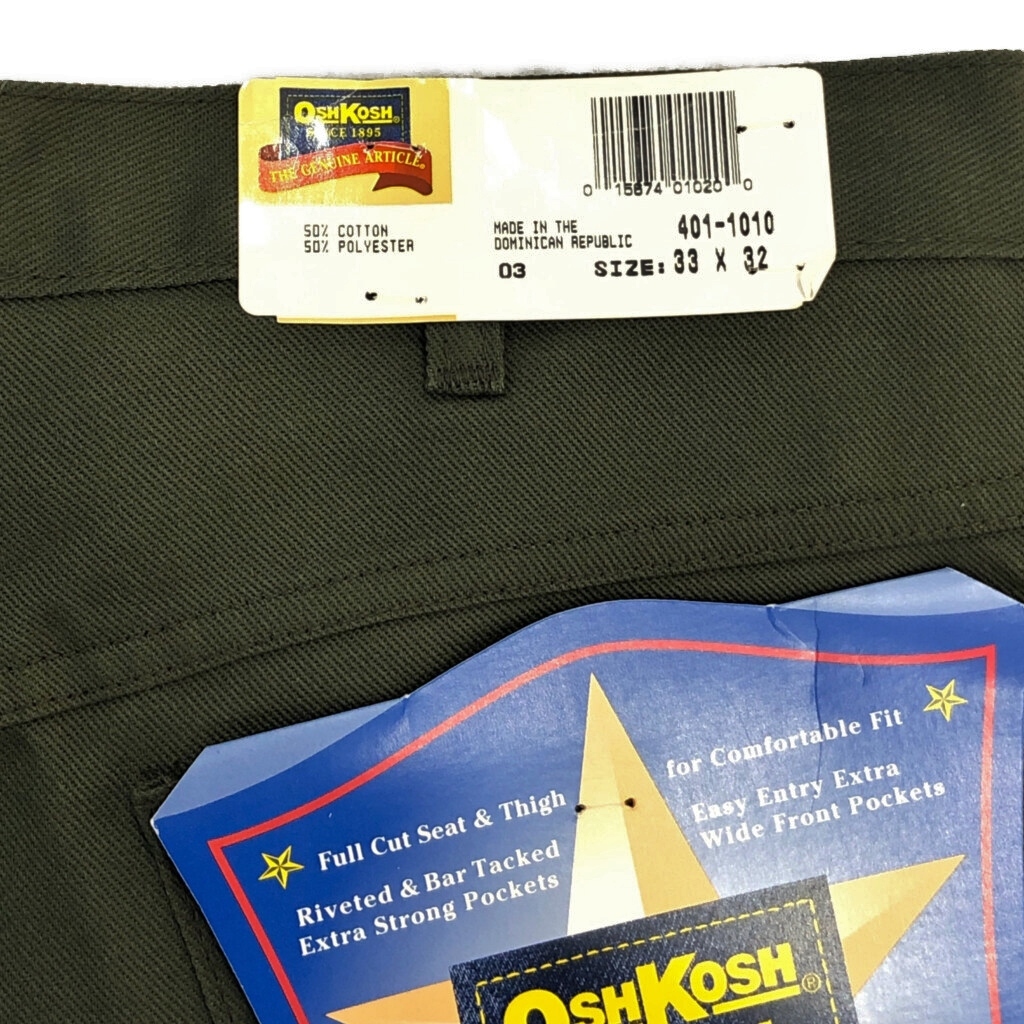 OSHKOSH®
SINCE 1895
THE GENUINE ARTICLE®
0 15674 01020 0
50% COTTON
50% POLYESTER
MADE IN THE
DOMINICAN REPUBLIC
03
401-1010
SIZE: 33 X 32
Full Cut Seat & Thigh
for Comfortable Fit
Riveted & Bar Tacked
Extra Strong Pockets
Easy Entry Extra
Wide Front Pockets
OSHKOSH®